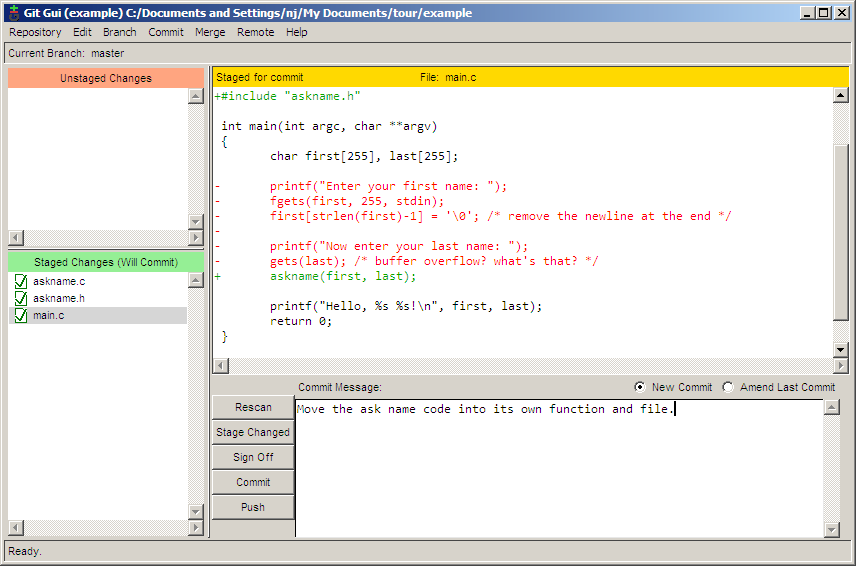 Git Gui (example) C:/Documents and Settings/nj/My Documents/tour/example
Repository Edit Branch Commit Merge Remote Help
Current Branch: master
Unstaged Changes
Staged Changes (Will Commit)
askname.c
askname.h
main.c
Staged for commit File: main.c
+#include "askname.h"
int main(int argc, char **argv)
{
char first[255], last[255];
- printf("Enter your first name: ");
- fgets(first, 255, stdin);
- first[strlen(first)-1] = '\0'; /* remove the newline at the end */
-
- printf("Now enter your last name: ");
- gets(last); /* buffer overflow? what's that? */
+ askname(first, last);
printf("Hello, %s %s!\n", first, last);
return 0;
}
Commit Message: New Commit Amend Last Commit
Rescan
Stage Changed
Sign Off
Commit
Push
Move the ask name code into its own function and file.
Ready.